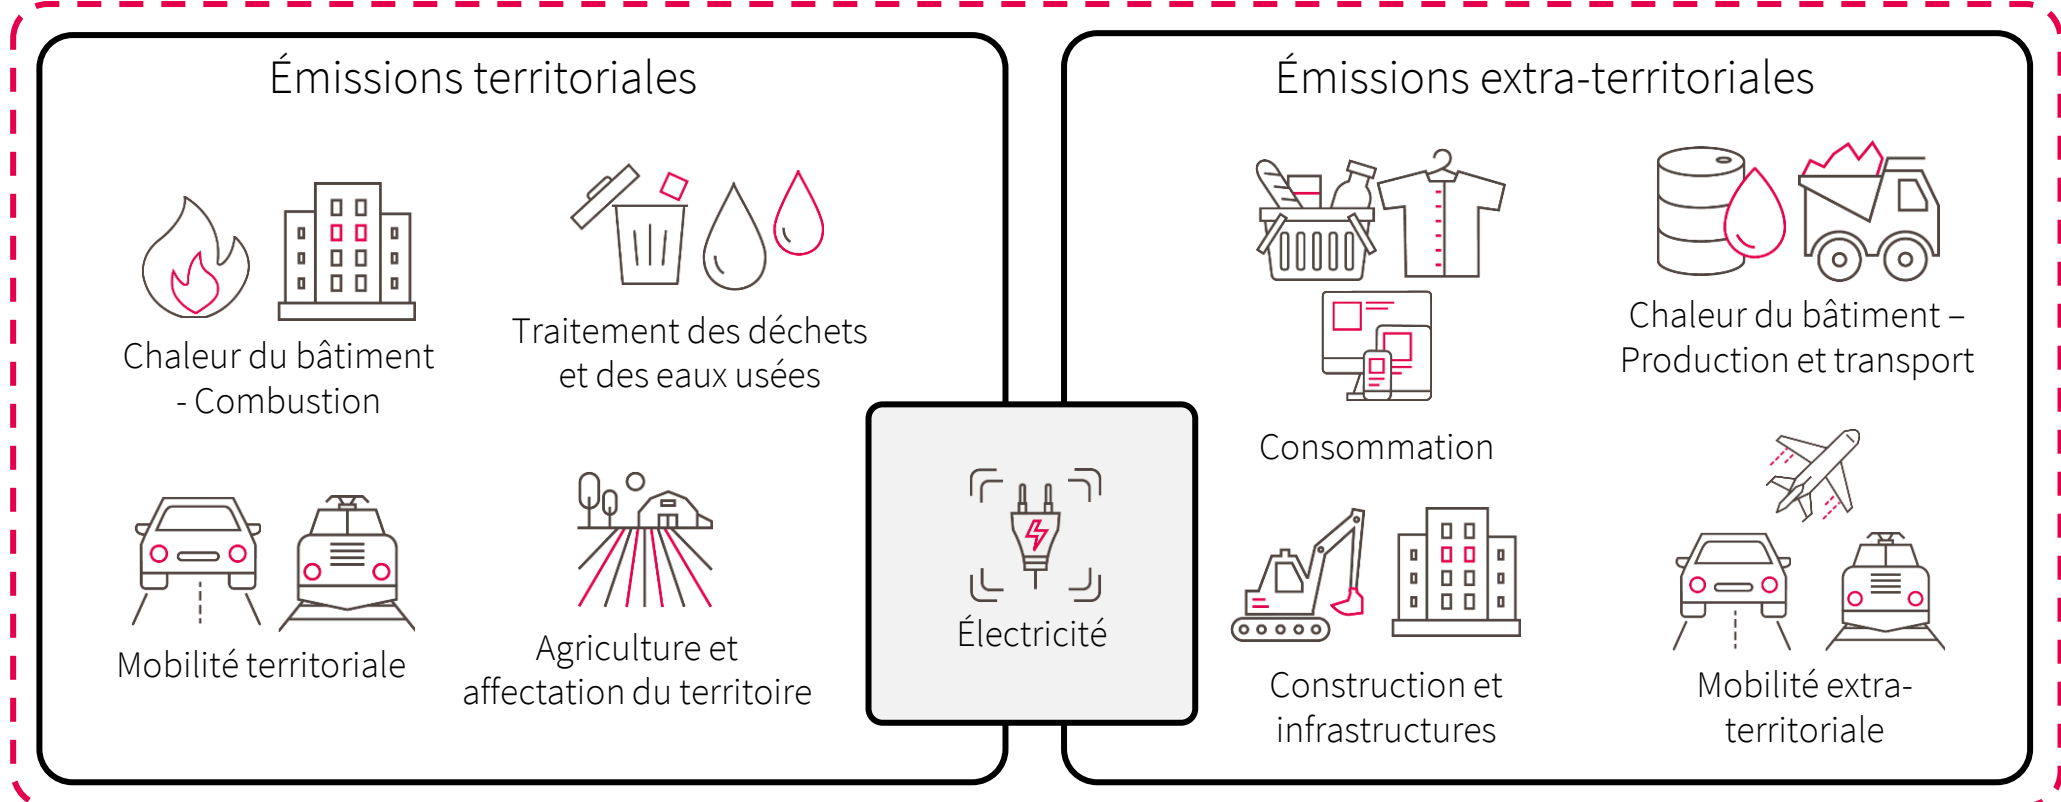 Émissions territoriales
Chaleur du bâtiment
- Combustion
Traitement des déchets
et des eaux usées
Mobilité territoriale
Agriculture et
affectation du territoire
Électricité
Émissions extra-territoriales
Consommation
Chaleur du bâtiment –
Production et transport
Construction et
infrastructures
Mobilité extra-
territoriale